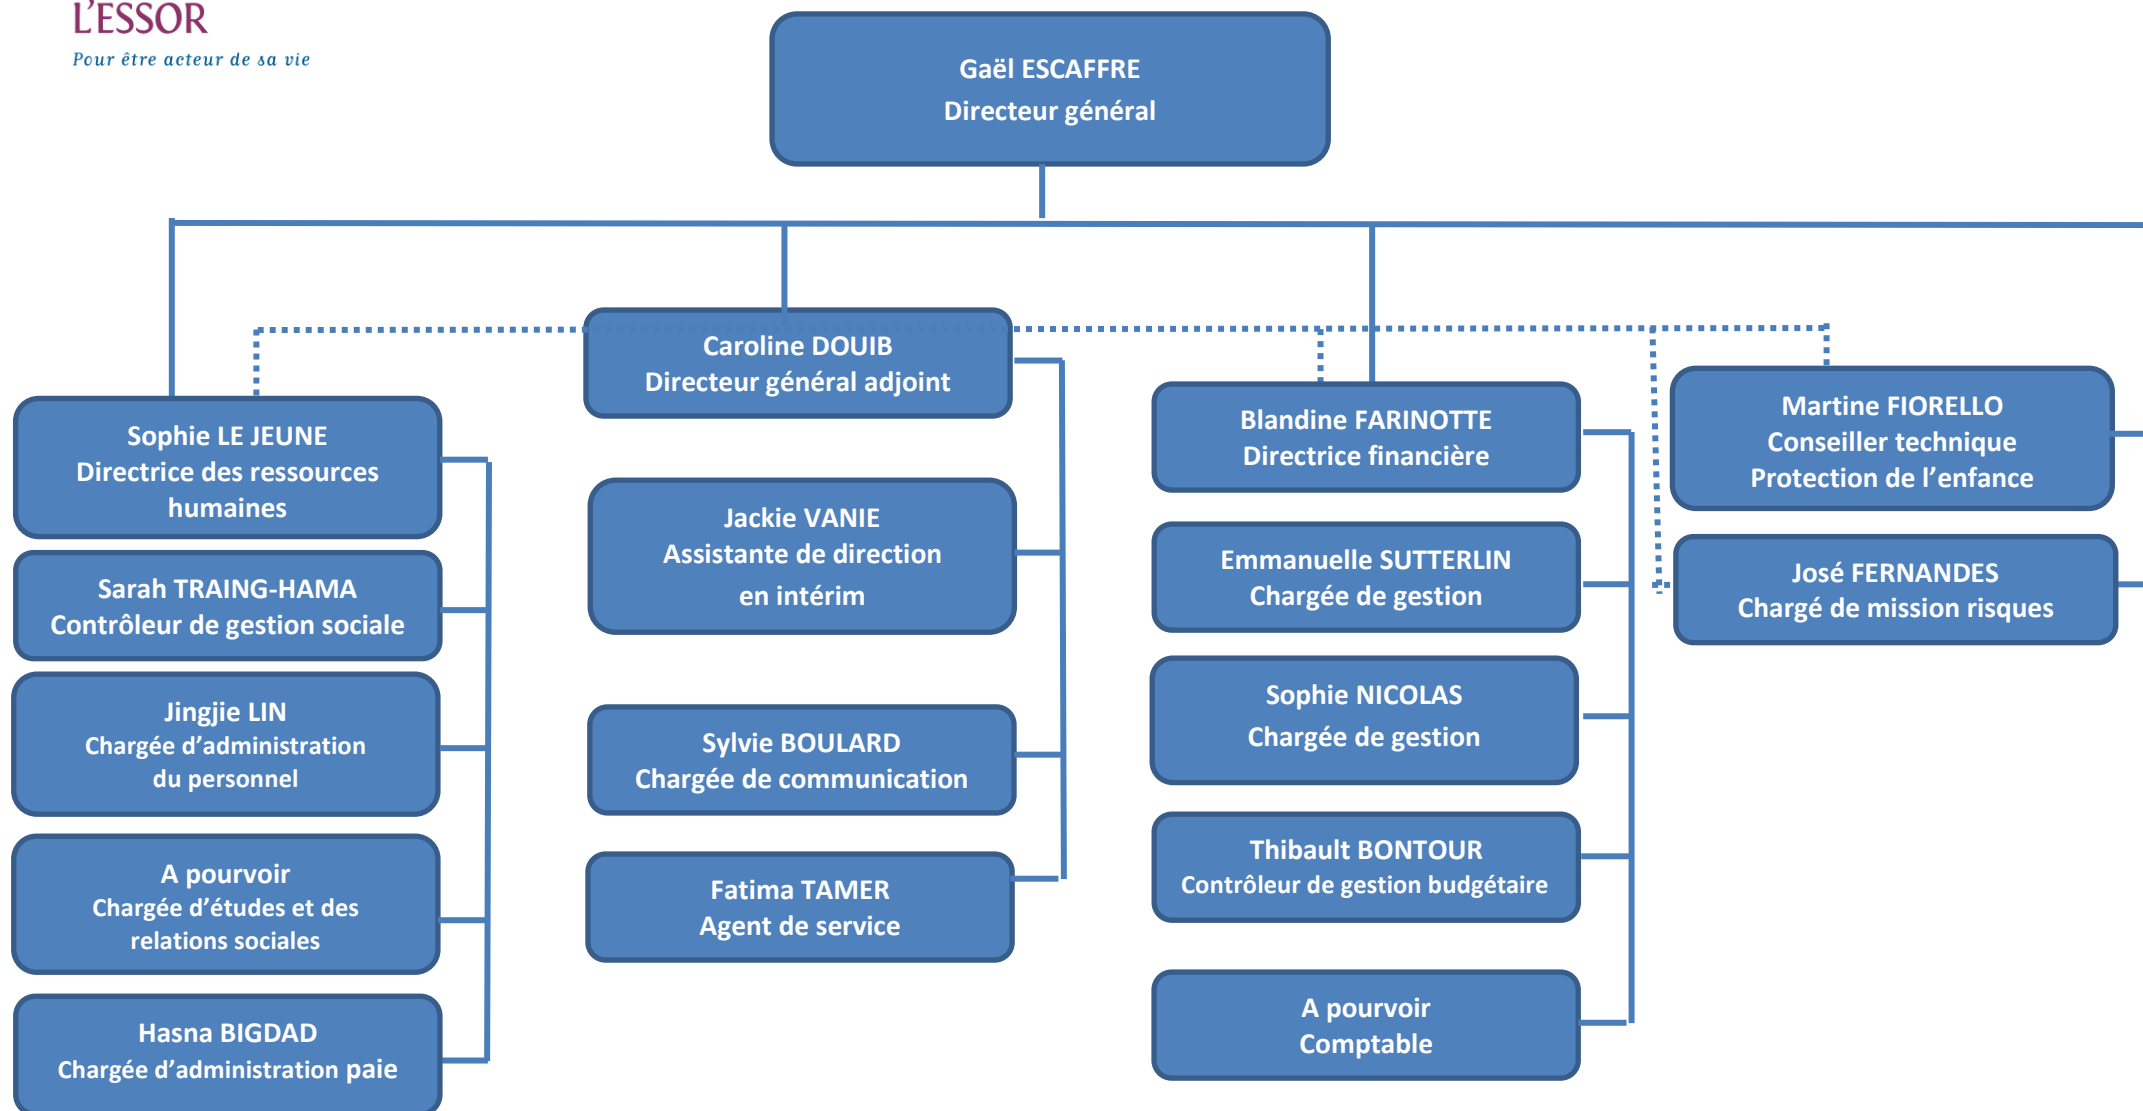 L'ESSOR
Pour être acteur de sa vie
Gaël ESCAFFRE
Directeur général
Caroline DOUIB
Directeur général adjoint
Sophie LE JEUNE
Directrice des ressources
humaines
Sarah TRAING-HAMA
Contrôleur de gestion sociale
Jingjie LIN
Chargée d’administration
du personnel
A pourvoir
Chargée d’études et des
relations sociales
Hasna BIGDAD
Chargée d’administration paie
Jackie VANIE
Assistante de direction
en intérim
Sylvie BOULARD
Chargée de communication
Fatima TAMER
Agent de service
Blandine FARINOTTE
Directrice financière
Emmanuelle SUTTERLIN
Chargée de gestion
Sophie NICOLAS
Chargée de gestion
Thibault BONTOUR
Contrôleur de gestion budgétaire
A pourvoir
Comptable
Martine FIORELLO
Conseiller technique
Protection de l’enfance
José FERNANDES
Chargé de mission risques